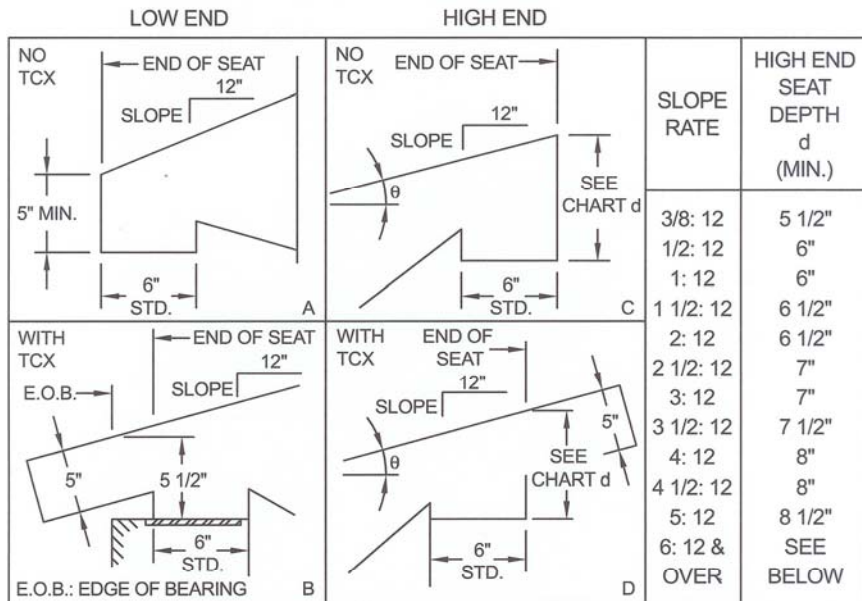 LOW END
HIGH END
NO
TCX
END OF SEAT
12"
SLOPE
5" MIN.
6"
STD.
A
NO
TCX
END OF SEAT
12"
SLOPE
θ
SEE
CHART d
6"
STD.
C
WITH
TCX
END OF SEAT
12"
SLOPE
E.O.B.
5"
5 1/2"
6"
STD.
E.O.B.: EDGE OF BEARING
B
WITH
TCX
END OF
SEAT
12"
SLOPE
5"
θ
SEE
CHART d
6"
STD.
D
SLOPE
RATE
HIGH END
SEAT
DEPTH
d
(MIN.)
3/8: 12 5 1/2"
1/2: 12 6"
1: 12 6"
1 1/2: 12 6 1/2"
2: 12 6 1/2"
2 1/2: 12 7"
3: 12 7"
3 1/2: 12 7 1/2"
4: 12 8"
4 1/2: 12 8"
5: 12 8 1/2"
6: 12 & SEE
OVER BELOW